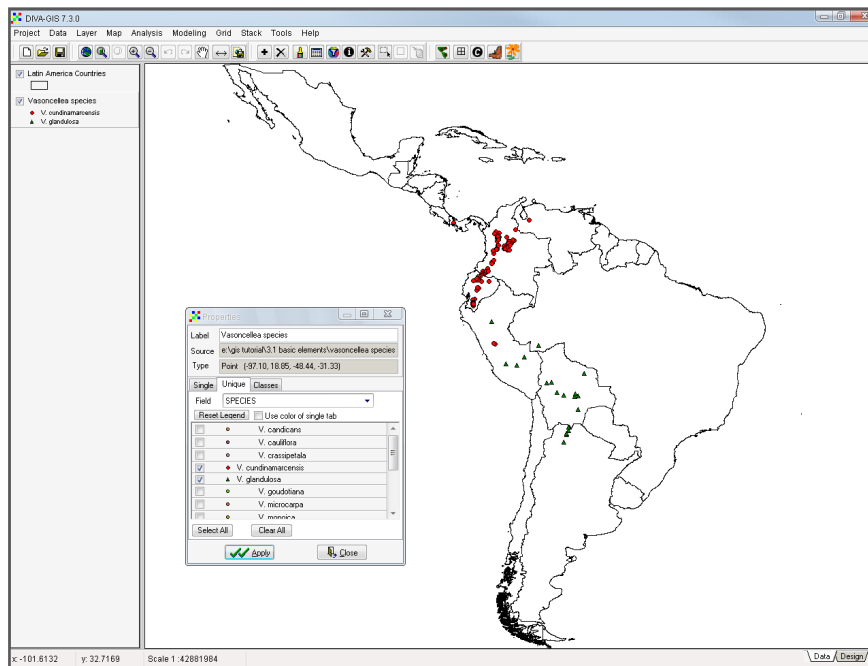 DIVA-GIS 7.3.0
Project Data Layer Map Analysis Modeling Grid Stack Tools Help
Latin America Countries
Vasoncellea species
V. cundinamarcensis
V. glandulosa
Properties
Label Vasoncellea species
Source e:\gis tutorial\3.1 basic elements\vasoncellea species
Type Point (-97.10, 18.85, -48.44, -31.33)
Single Unique Classes
Field SPECIES
Reset Legend Use color of single tab
V. candicans
V. cauliflora
V. crassipetala
V. cundinamarcensis
V. glandulosa
V. goudotiana
V. microcarpa
Select All Clear All
Apply Close
x: -101.6132 y: 32.7169 Scale 1 :42881984 Data Design